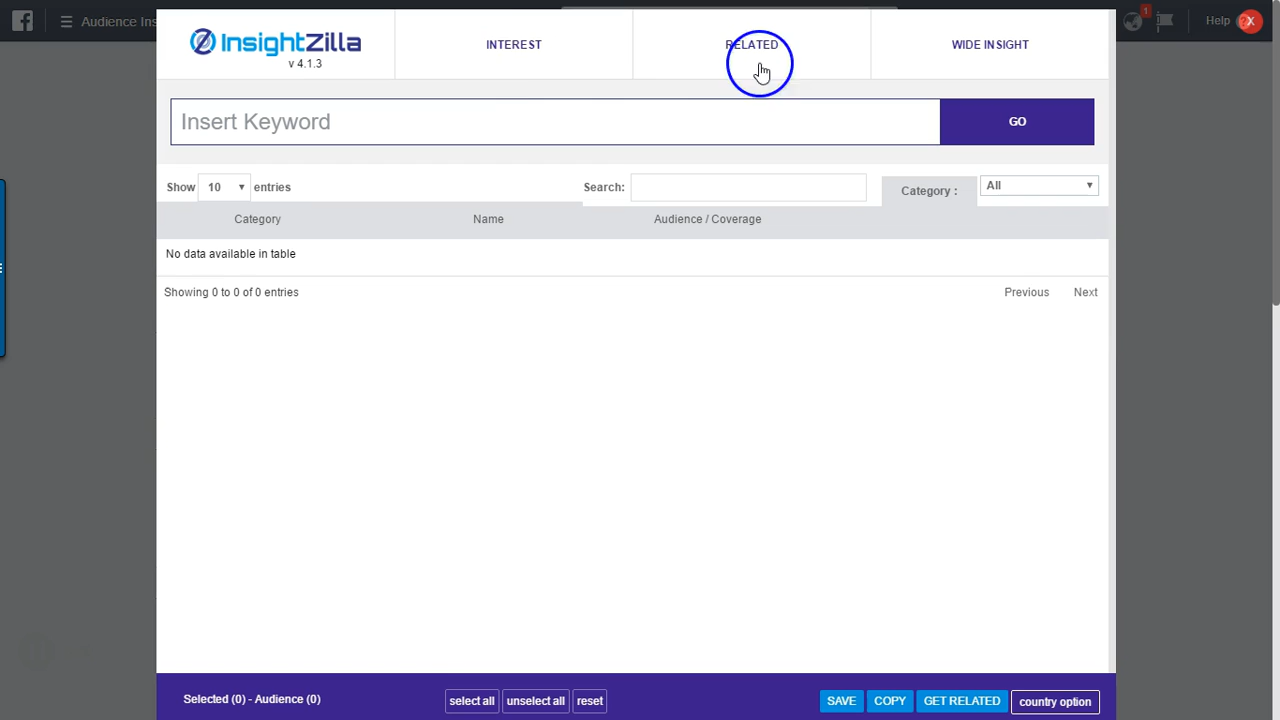 Audience Ins
1
Help
X
InsightZilla
v 4.1.3
INTEREST
RELATED
WIDE INSIGHT
Insert Keyword
GO
Show 10 entries
Search:
Category :
All
Category
Name
Audience / Coverage
No data available in table
Showing 0 to 0 of 0 entries
Previous
Next
Selected (0) - Audience (0)
select all
unselect all
reset
SAVE
COPY
GET RELATED
country option